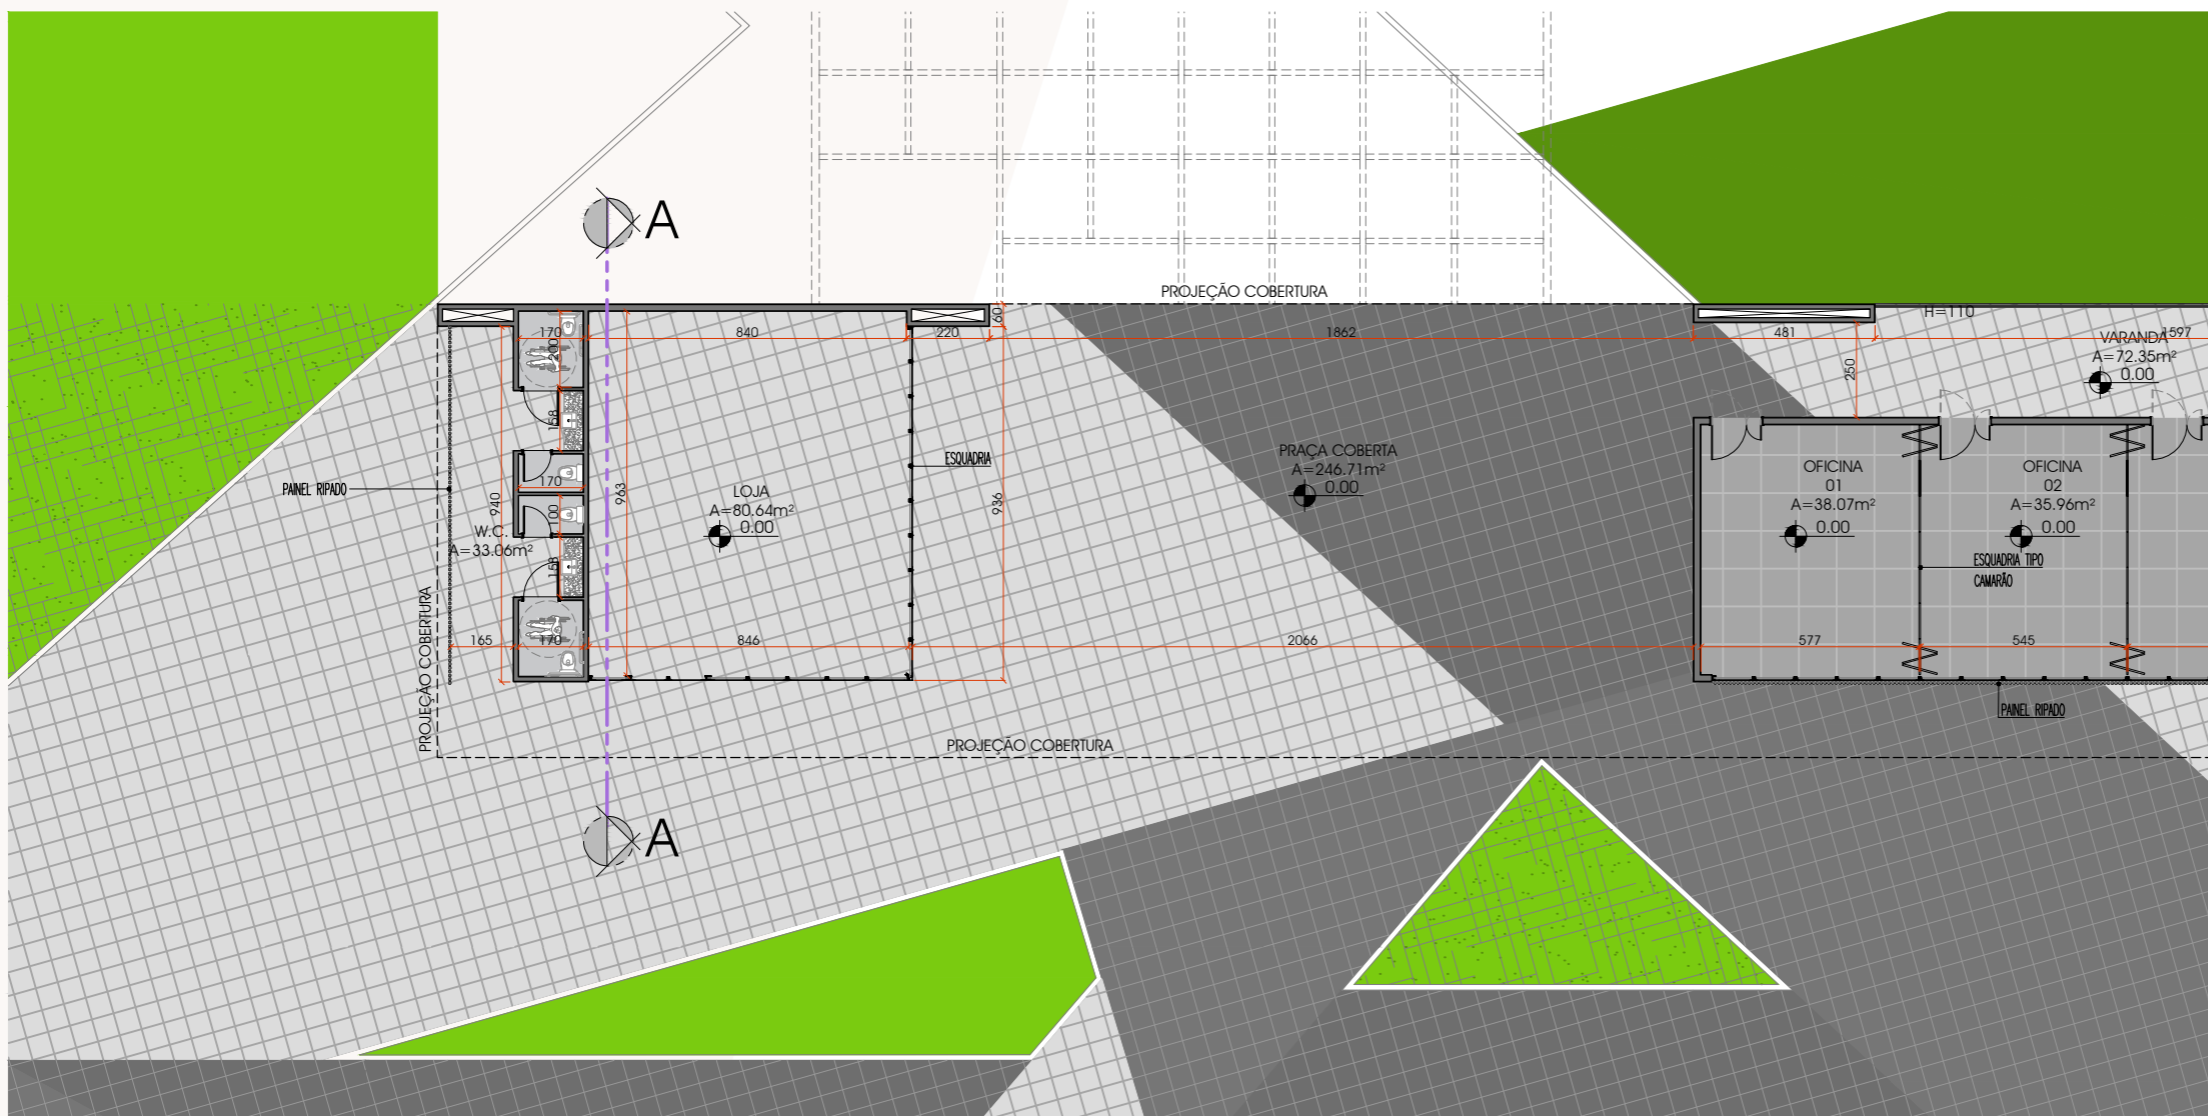 A
PROJEÇÃO COBERTURA
H=110
170
840
220
60
1862
481
1597
VARANDA
A=72.35m²
0.00
250
200
158
ESQUADRIA
PRAÇA COBERTA
A=246.71m²
0.00
OFICINA
01
A=38.07m²
0.00
OFICINA
02
A=35.96m²
0.00
PAINEL RIPADO
940
170
963
LOJA
A=80.64m²
0.00
936
100
W.C.
A=33.06m²
158
ESQUADRIA TIPO
CAMARÃO
PROJEÇÃO COBERTURA
165
170
846
2066
577
545
PAINEL RIPADO
PROJEÇÃO COBERTURA
A